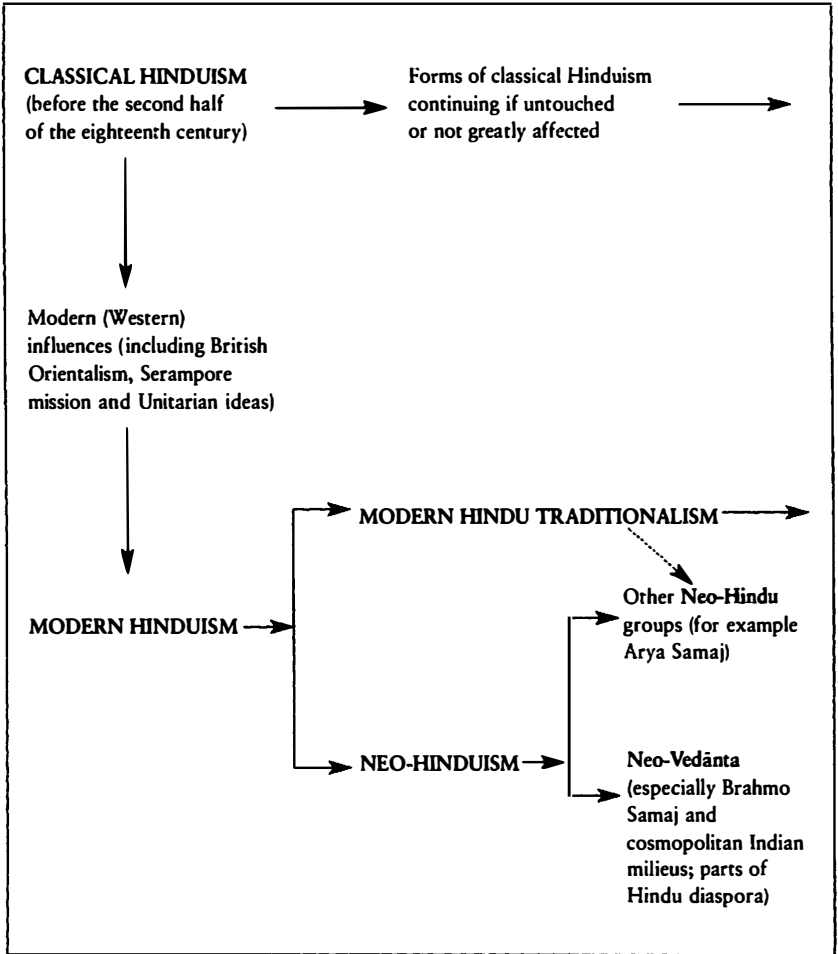 CLASSICAL HINDUISM
(before the second half
of the eighteenth century)
Forms of classical Hinduism
continuing if untouched
or not greatly affected
Modern (Western)
influences (including British
Orientalism, Serampore
mission and Unitarian ideas)
MODERN HINDU TRADITIONALISM
MODERN HINDUISM
Other Neo-Hindu
groups (for example
Arya Samaj)
NEO-HINDUISM
Neo-Vedānta
(especially Brahmo
Samaj and
cosmopolitan Indian
milieus; parts of
Hindu diaspora)